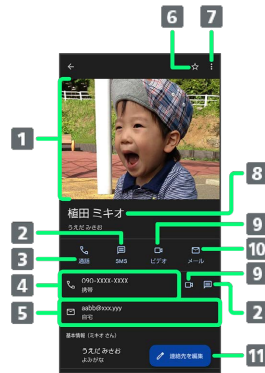 6 7
1
植田 ミキオ 8
うえだ みさお
2 9
通話 SMS ビデオ メール 10
3
4 090-XXXX-XXXX 9
携帯
5 aabb@xxx.yyy 2
自宅
基本情報（ミキオ さん）
うえだ みさお
よみがな
連絡先を編集 11